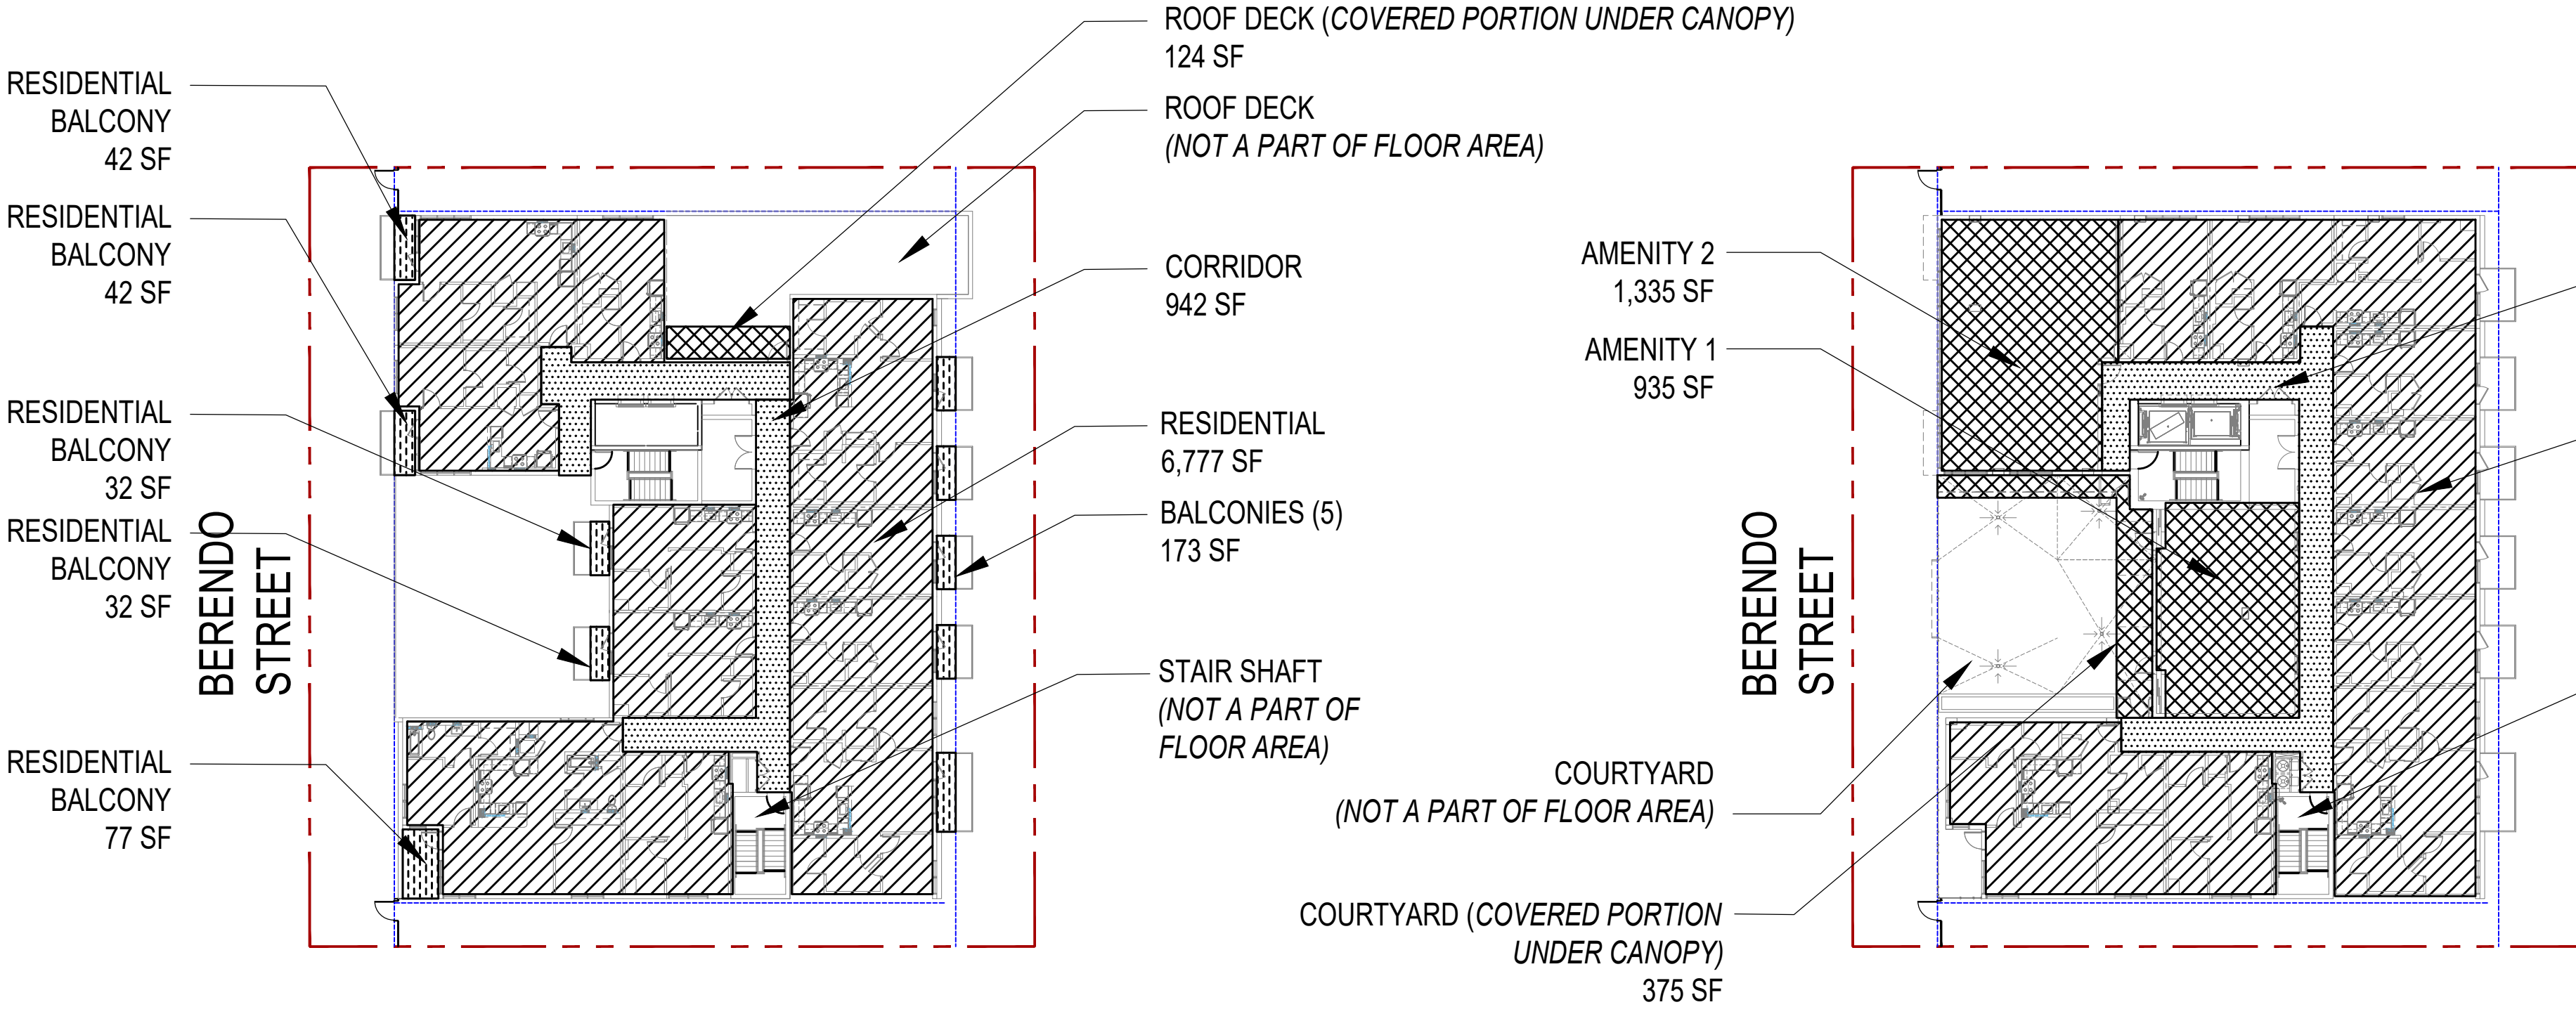 ROOF DECK (COVERED PORTION UNDER CANOPY)
124 SF
ROOF DECK
(NOT A PART OF FLOOR AREA)
RESIDENTIAL
BALCONY
42 SF
RESIDENTIAL
BALCONY
42 SF
RESIDENTIAL
BALCONY
32 SF
RESIDENTIAL
BALCONY
32 SF
RESIDENTIAL
BALCONY
77 SF
BERENDO
STREET
CORRIDOR
942 SF
RESIDENTIAL
6,777 SF
BALCONIES (5)
173 SF
STAIR SHAFT
(NOT A PART OF
FLOOR AREA)
AMENITY 2
1,335 SF
AMENITY 1
935 SF
BERENDO
STREET
COURTYARD
(NOT A PART OF FLOOR AREA)
COURTYARD (COVERED PORTION
UNDER CANOPY)
375 SF